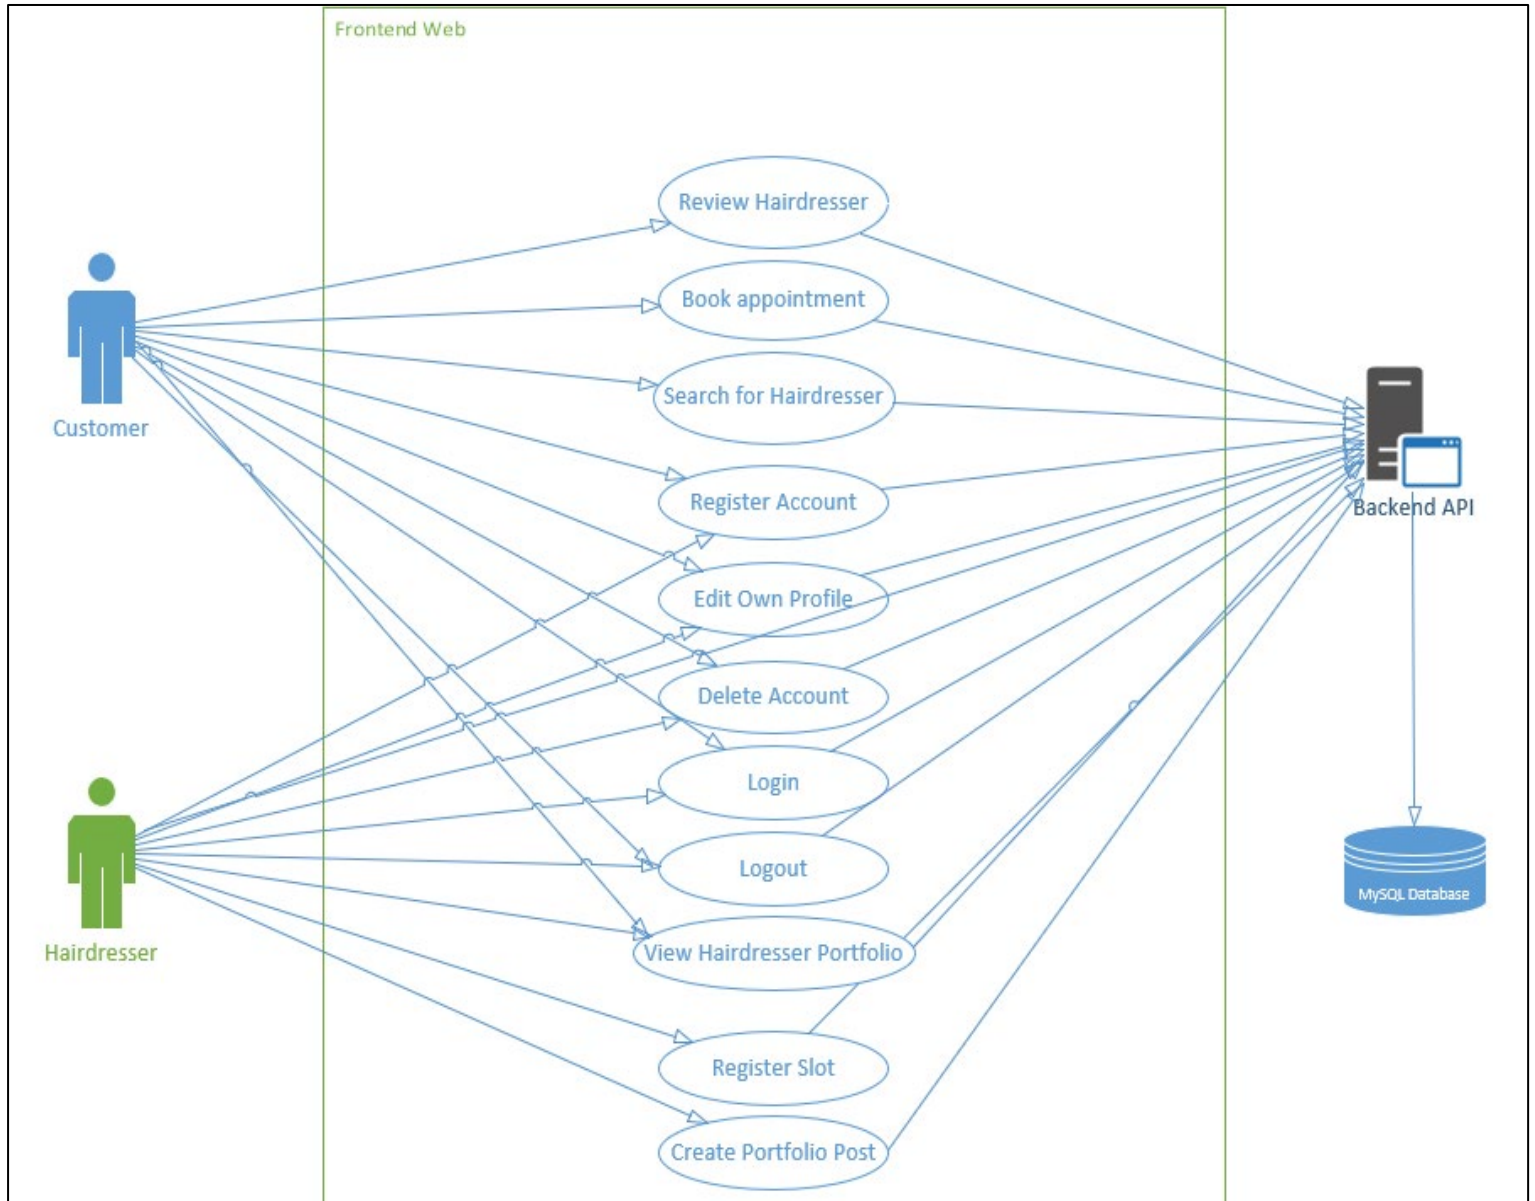 Frontend Web
Review Hairdresser
Book appointment
Search for Hairdresser
Customer
Register Account
Backend API
Edit Own Profile
Delete Account
Login
Logout
MySQL Database
View Hairdresser Portfolio
Hairdresser
Register Slot
Create Portfolio Post